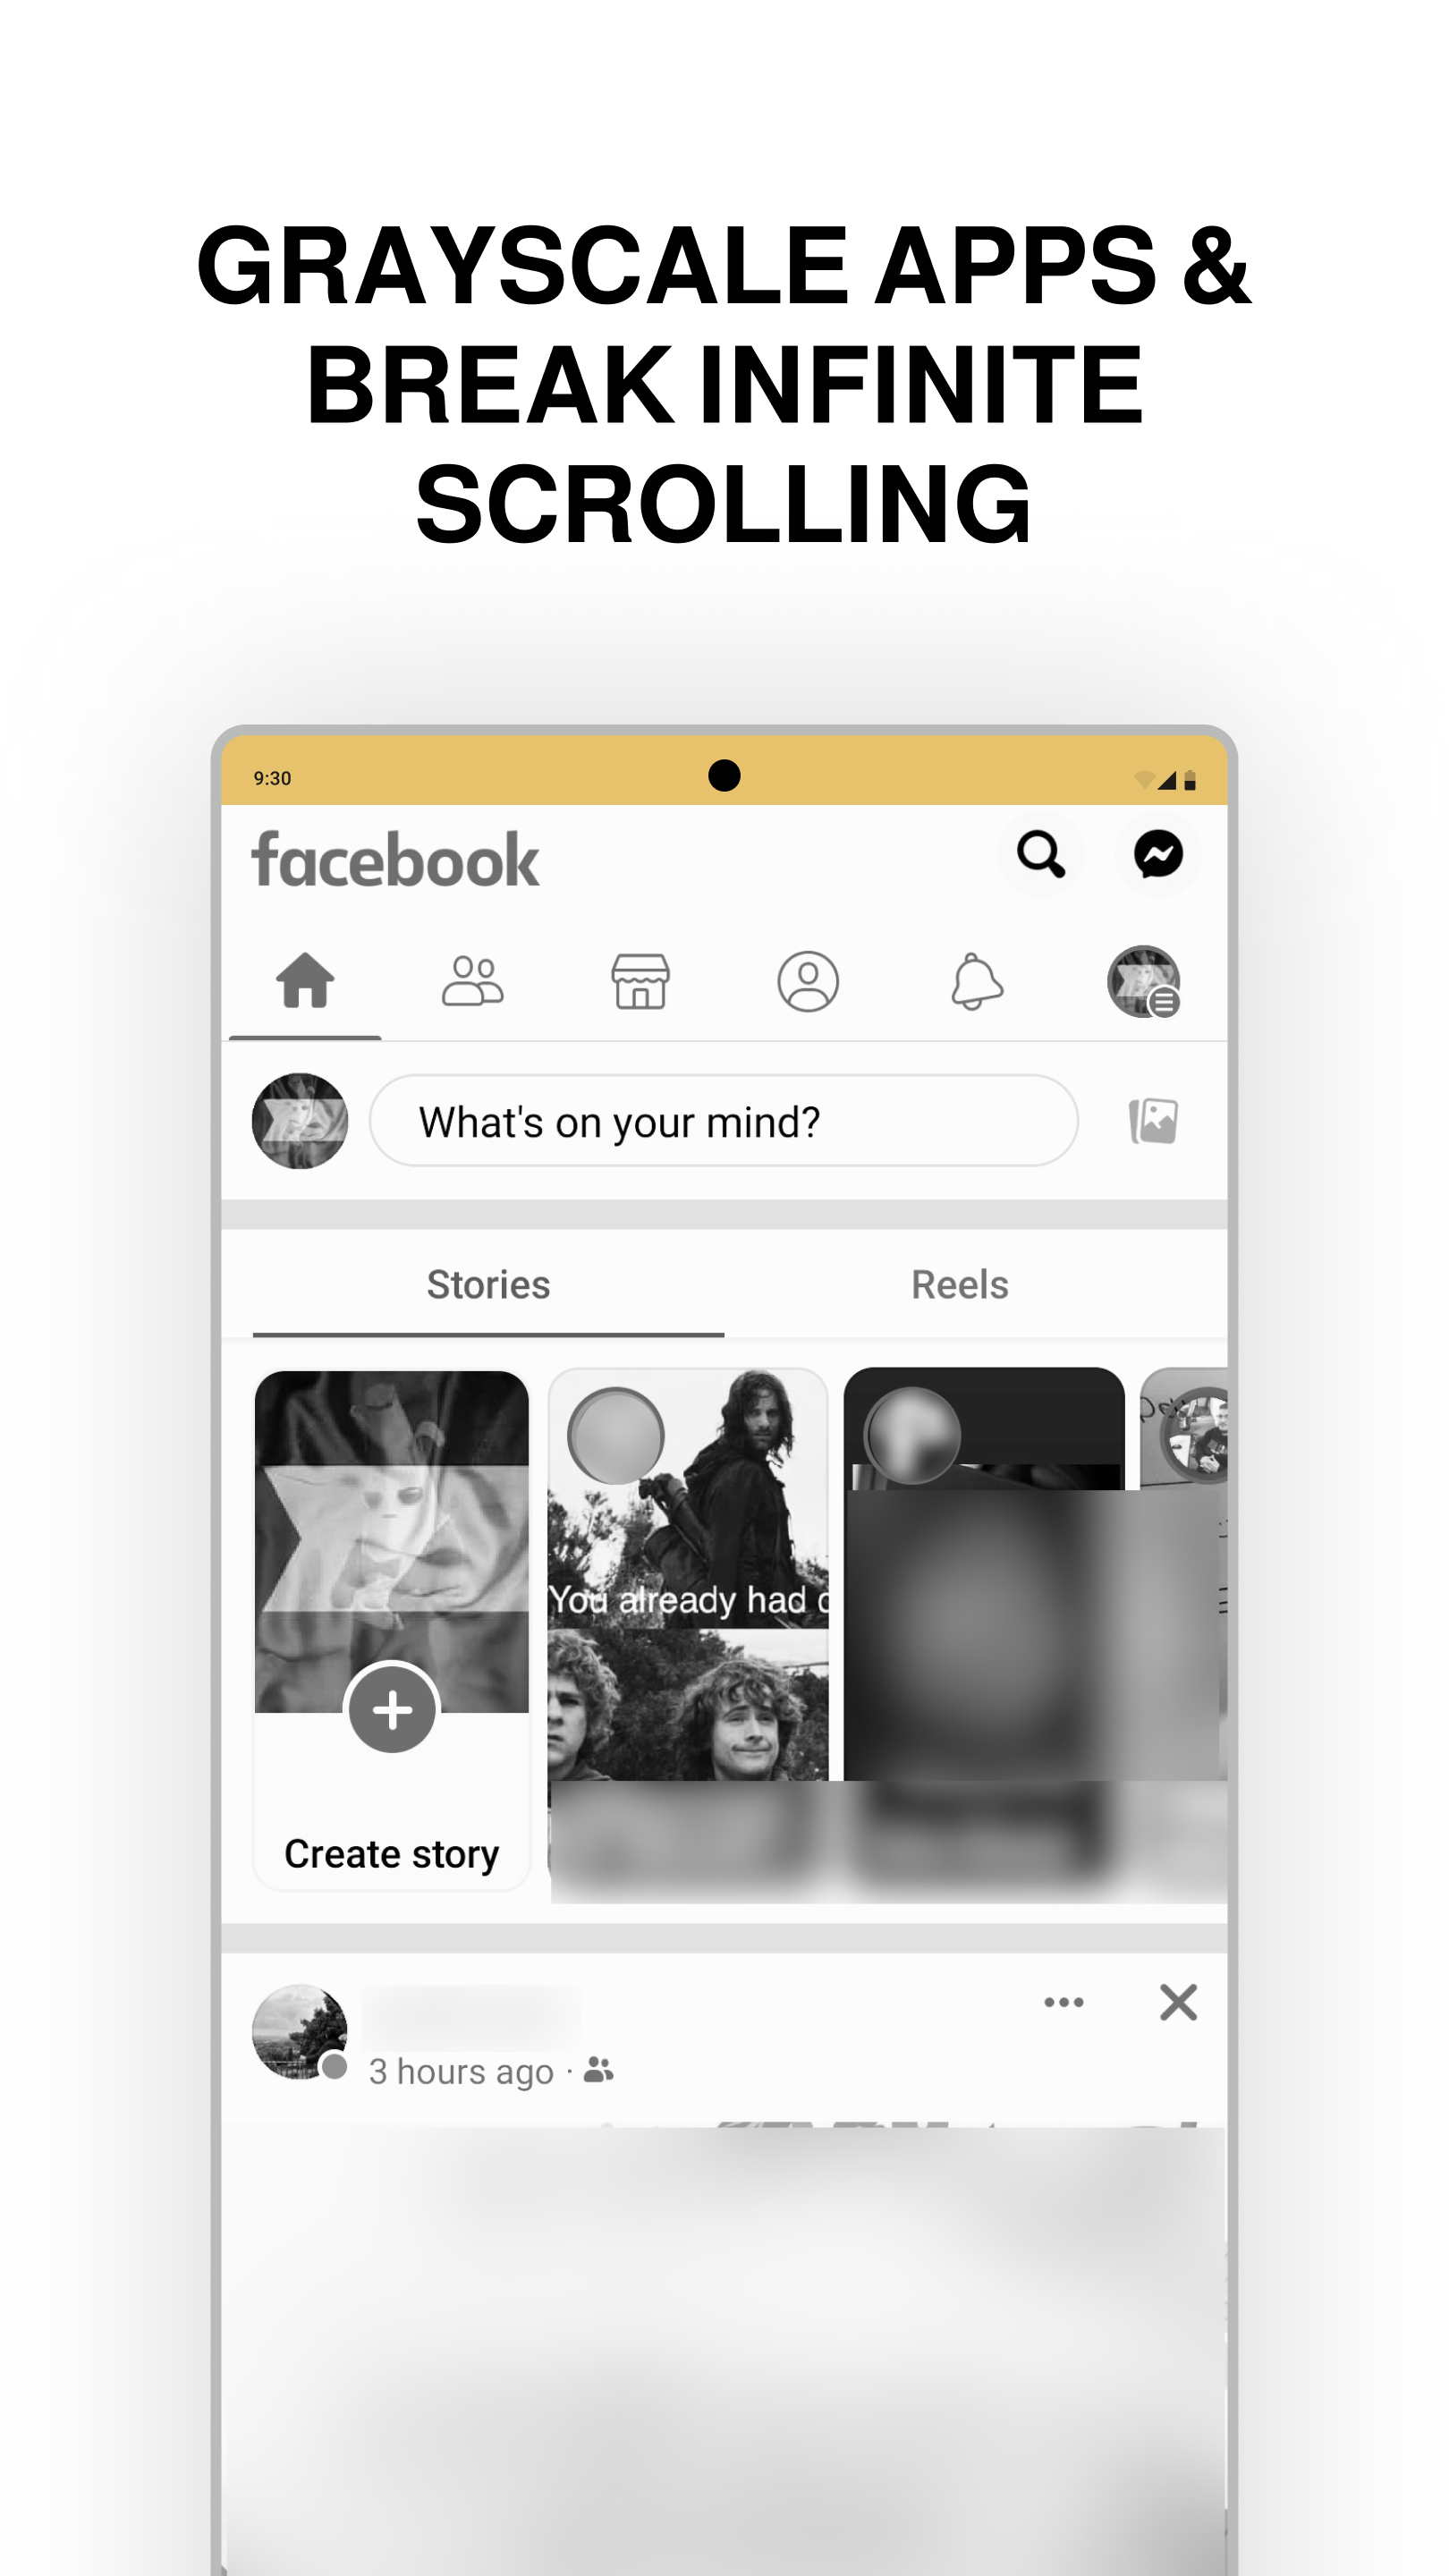 GRAYSCALE APPS &
BREAK INFINITE
SCROLLING
9:30
facebook
What's on your mind?
Stories
Reels
You already had
Create story
3 hours ago ·